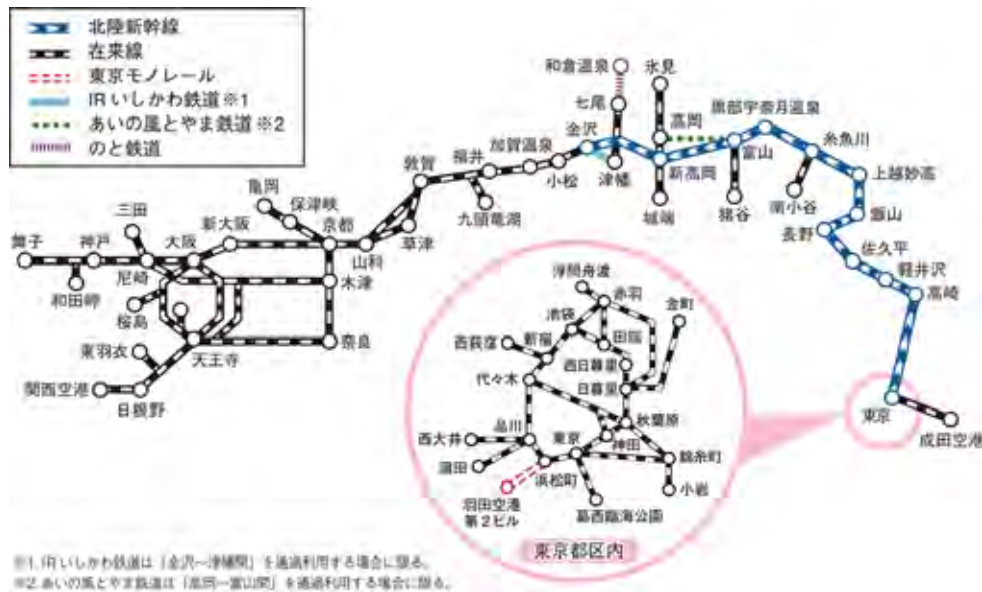 北陸新幹線
在来線
東京モノレール
IRいしかわ鉄道※1
あいの風とやま鉄道※2
のと鉄道
和倉温泉
氷見
七尾
高岡
黒部宇奈月温泉
金沢
糸魚川
加賀温泉
福井
敦賀
小松
津幡
新高岡
富山
上越妙高
九頭竜湖
城端
猪谷
南小谷
飯山
長野
佐久平
軽井沢
高崎
亀岡
保津峡
三田
新大阪
京都
舞子
神戸
大阪
山科
草津
尼崎
木津
和田岬
桜島
東羽衣
天王寺
奈良
関西空港
日根野
浮間舟渡
赤羽
金町
池袋
田端
西荻窪
新宿
西日暮里
代々木
日暮里
秋葉原
品川
西大井
東京
神田
錦糸町
蒲田
浜松町
小岩
羽田空港
第2ビル
葛西臨海公園
東京都区内
東京
成田空港
※1.IRいしかわ鉄道は「金沢〜津幡間」を通過利用する場合に限る。
※2.あいの風とやま鉄道は「高岡〜富山間」を通過利用する場合に限る。